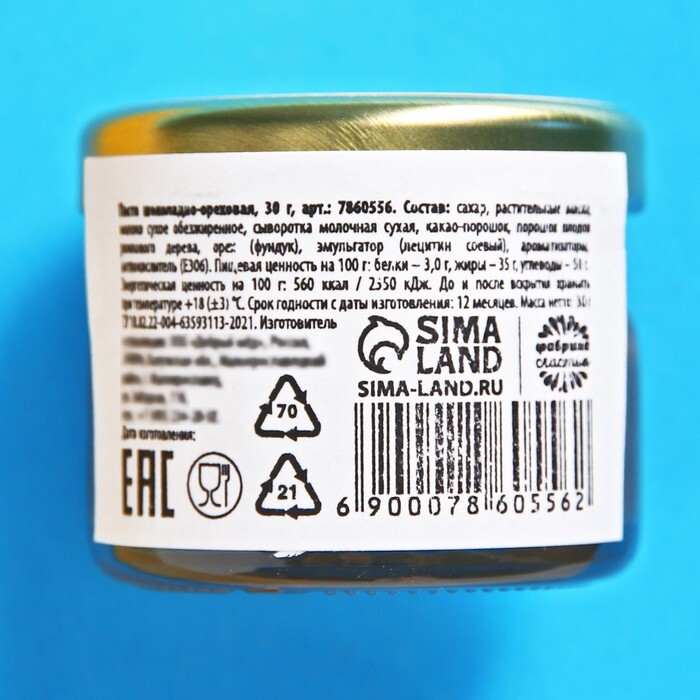 Паста шоколадно-ореховая, 30 г, арт.: 7860556. Состав: сахар, растительные масла,
молоко сухое обезжиренное, сыворотка молочная сухая, какао-порошок, порошок плодов
рожкового дерева, орех (фундук), эмульгатор (лецитин соевый), ароматизаторы,
антиокислитель (Е306). Пищевая ценность на 100 г: белки – 3,0 г, жиры – 35 г, углеводы –
Энергетическая ценность на 100 г: 560 ккал / 2350 кДж. До и после вскрытия хранить
при температуре +18 (±3) °С. Срок годности с даты изготовления: 12 месяцев. Масса нетто: 30 г
10.82.22-004-63593113-2021. Изготовитель
Дата изготовления:
SIMA
LAND
SIMA-LAND.RU
фабрика
счастья
70
21
EAC
6 900078 605562